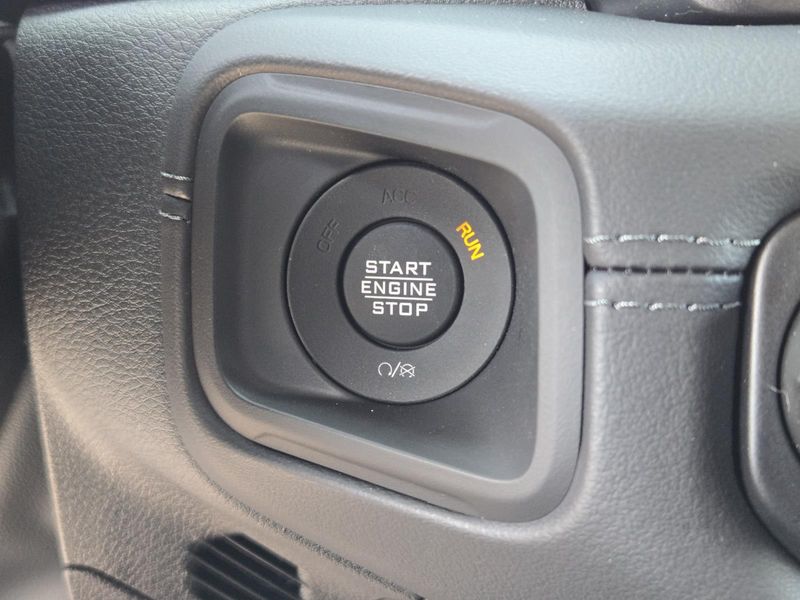 ACC
OFF
RUN
START
ENGINE
STOP